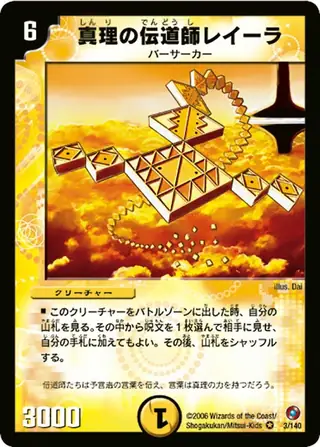 6
しん り でんどう し
真理の伝道師レイーラ
バーサーカー
illus. Dai
クリーチャー
■ このクリーチャーをバトルゾーンに出した時、自分の
山札を見る。その中から呪文を1枚選んで相手に見せ、
自分の手札に加えてもよい。その後、山札をシャッフル
する。
伝道師たちは予言者の言葉を伝え、言葉は真理の力を持つだろう。
3000
©2006 Wizards of the Coast/
Shogakukan/Mitsui-Kids 2/140